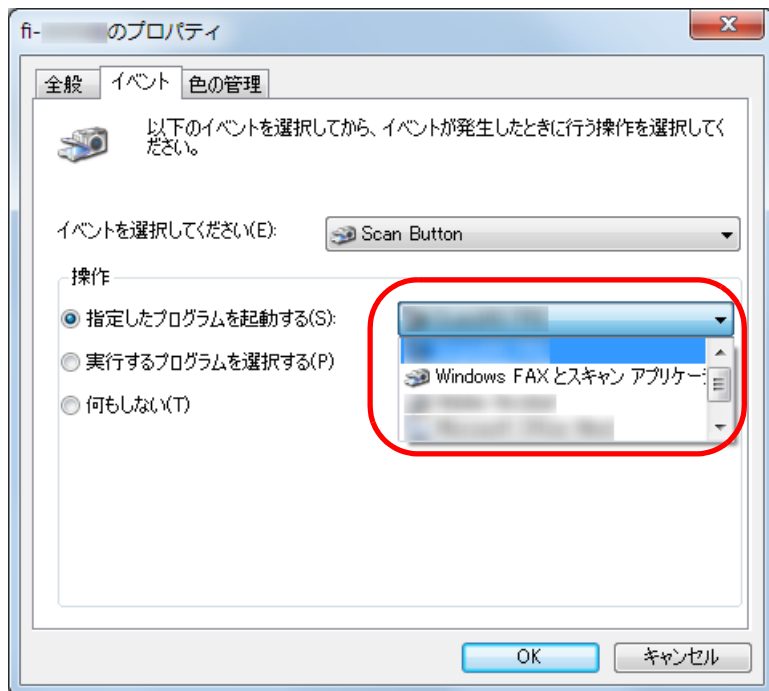 fi-
のプロパティ
全般 イベント 色の管理
以下のイベントを選択してから、イベントが発生したときに行う操作を選択してく
ださい。
イベントを選択してください(E): Scan Button
操作
指定したプログラムを起動する(S):
実行するプログラムを選択する(P)
Windows FAXとスキャン アプリケー
何もしない(T)
OK キャンセル